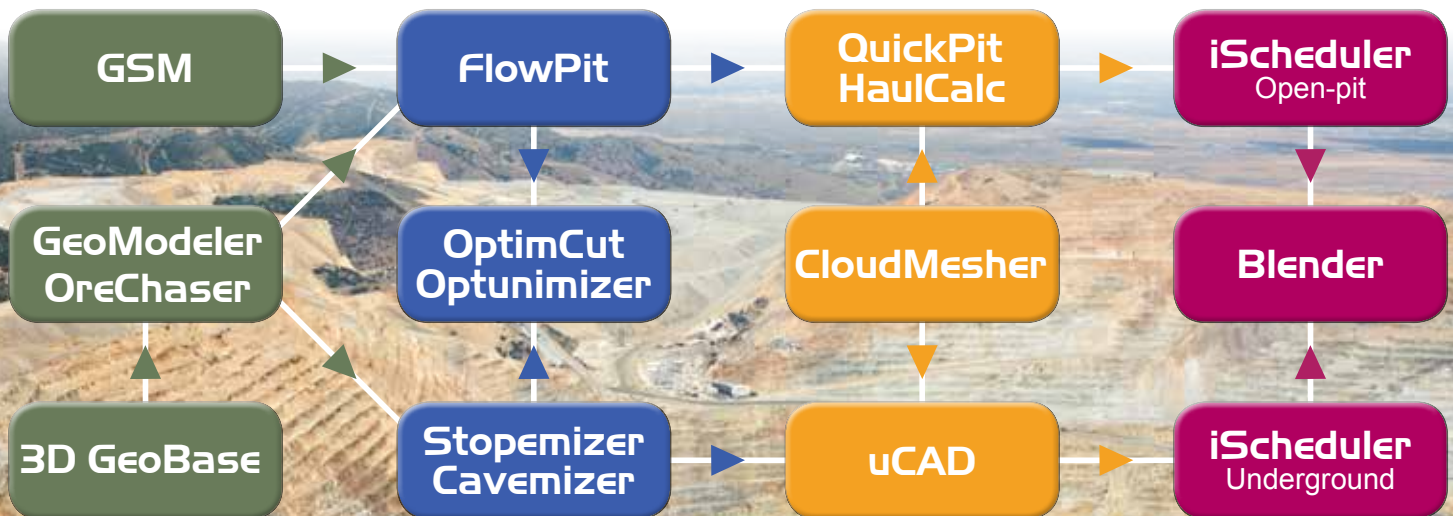 GSM
FlowPit
QuickPit
HaulCalc
iScheduler
Open-pit
GeoModeler
OreChaser
OptimCut
Optunimizer
CloudMesher
Blender
3D GeoBase
Stopemizer
Cavemizer
uCAD
iScheduler
Underground